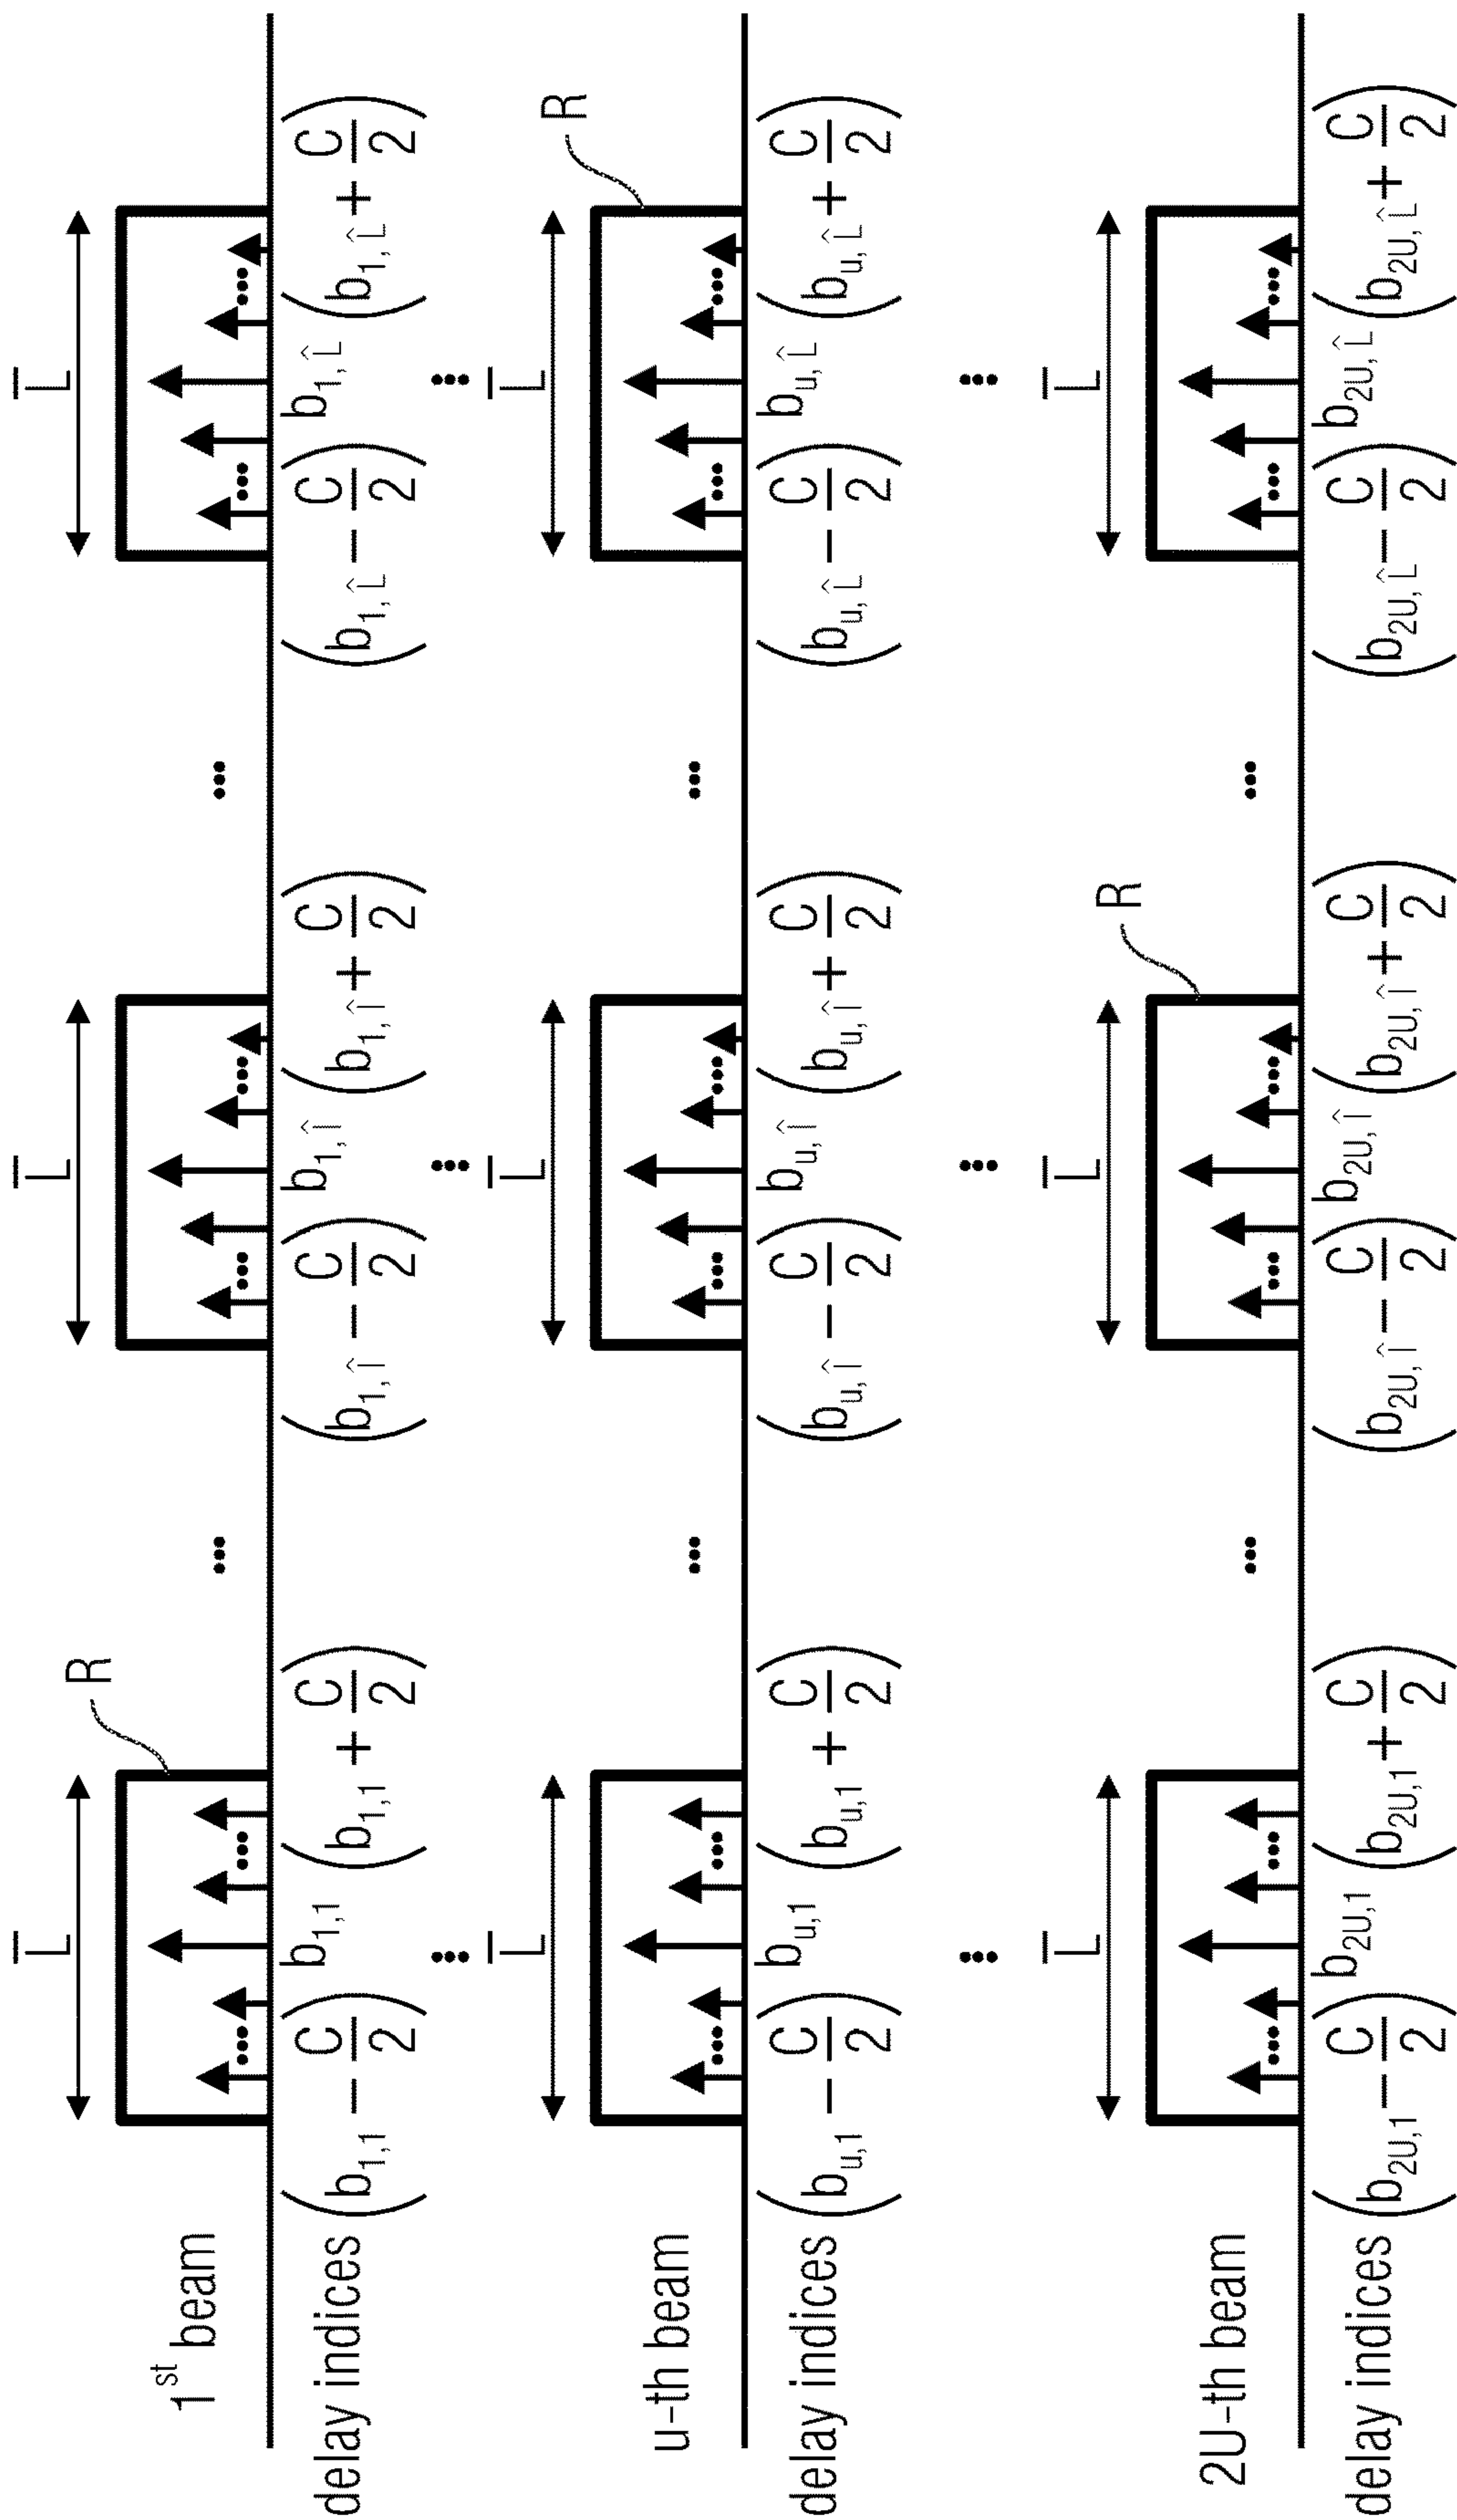 R
L̄ L̄ L̄
1st beam ... ... ... ... ... ... ... ...
b1,1 b1,l̂ b1,L̂
delay indices (b1,1 − C/2) (b1,1 + C/2) (b1,l̂ − C/2) (b1,l̂ + C/2) (b1,L̂ − C/2) (b1,L̂ + C/2)
... ... ...
R
L̄ L̄ L̄
u-th beam ... ... ... ... ... ... ... ...
bu,1 bu,l̂ bu,L̂
delay indices (bu,1 − C/2) (bu,1 + C/2) (bu,l̂ − C/2) (bu,l̂ + C/2) (bu,L̂ − C/2) (bu,L̂ + C/2)
... ... ...
R
L̄ L̄ L̄
2U-th beam ... ... ... ... ... ... ... ...
b2U,1 b2U,l̂ b2U,L̂
delay indices (b2U,1 − C/2) (b2U,1 + C/2) (b2U,l̂ − C/2) (b2U,l̂ + C/2) (b2U,L̂ − C/2) (b2U,L̂ + C/2)